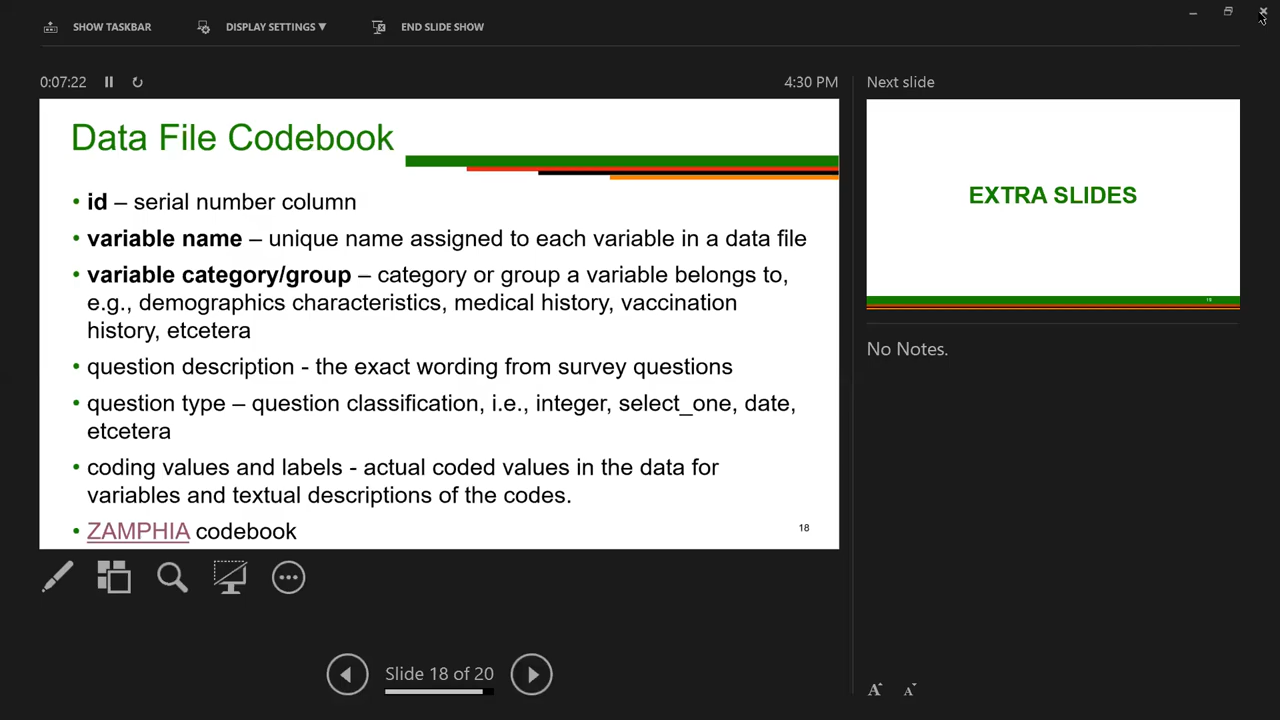 SHOW TASKBAR DISPLAY SETTINGS ▼ END SLIDE SHOW
0:07:22 4:30 PM
Data File Codebook
• id – serial number column
• variable name – unique name assigned to each variable in a data file
• variable category/group – category or group a variable belongs to,
e.g., demographics characteristics, medical history, vaccination
history, etcetera
• question description - the exact wording from survey questions
• question type – question classification, i.e., integer, select_one, date,
etcetera
• coding values and labels - actual coded values in the data for
variables and textual descriptions of the codes.
• ZAMPHIA codebook
18
Slide 18 of 20
Next slide
EXTRA SLIDES
No Notes.
A A